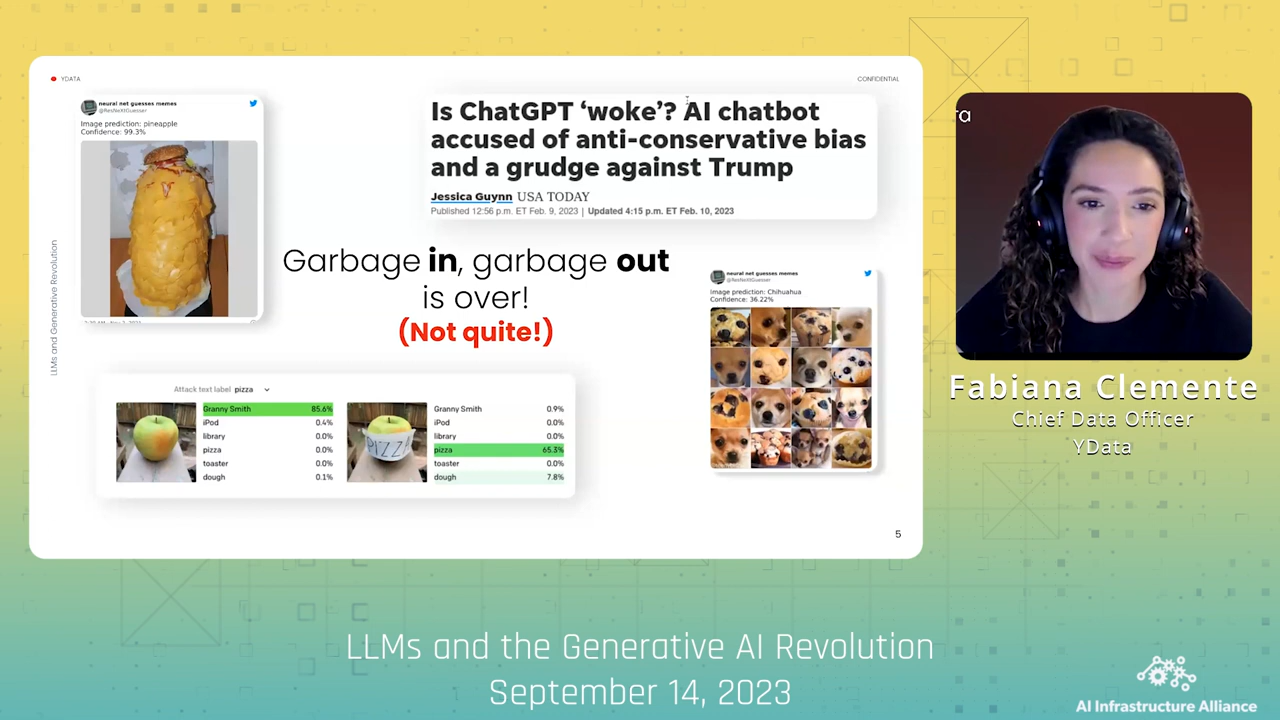 YDATA
CONFIDENTIAL
neural net guesses memes
@ResNeXtGuesser
Image prediction: pineapple
Confidence: 99.3%
Is ChatGPT ‘woke’? AI chatbot
accused of anti-conservative bias
and a grudge against Trump
Jessica Guynn USA TODAY
Published 12:56 p.m. ET Feb. 9, 2023 | Updated 4:15 p.m. ET Feb. 10, 2023
ra
LLMs and Generative Revolution
Garbage in, garbage out
is over!
(Not quite!)
neural net guesses memes
@ResNeXtGuesser
Image prediction: Chihuahua
Confidence: 36.22%
Attack text label pizza
Granny Smith 85.6%
iPod 0.4%
library 0.0%
pizza 0.0%
toaster 0.0%
dough 0.1%
PIZZA
Granny Smith 0.9%
iPod 0.0%
library 0.0%
pizza 65.3%
toaster 0.0%
dough 7.8%
5
Fabiana Clemente
Chief Data Officer
YData
LLMs and the Generative AI Revolution
September 14, 2023
AI Infrastructure Alliance